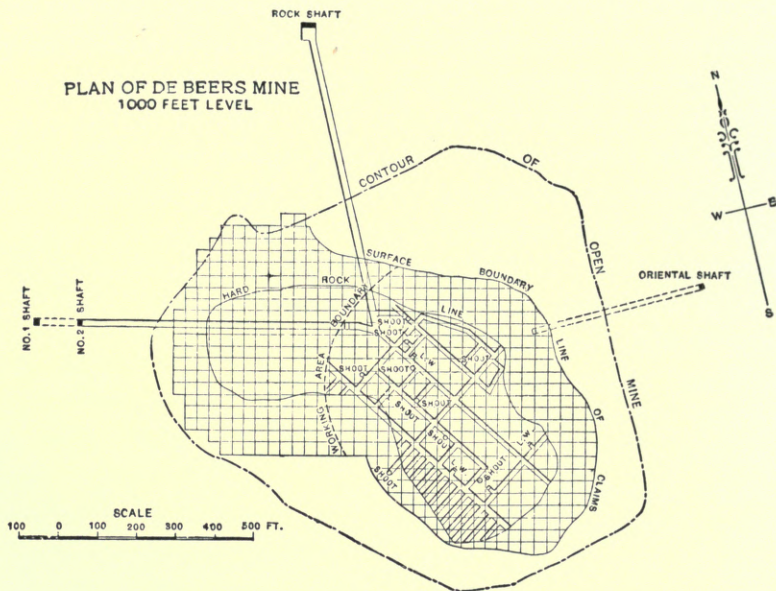 ROCK SHAFT
PLAN OF DE BEERS MINE
1000 FEET LEVEL
CONTOUR OF OPEN MINE
N
W
E
S
SURFACE BOUNDARY LINE OF CLAIMS
ORIENTAL SHAFT
HARD ROCK BOUNDARY LINE
NO.1 SHAFT
NO.2 SHAFT
WORKING AREA
SHOOT
SHOOT
L.W
SHOOT
SHOOT
SHOOT
SHOOT
SHOOT
SHOOT
L.W
L.W
SHOOT
SHOOT
SCALE
100 0 100 200 300 400 500 FT.